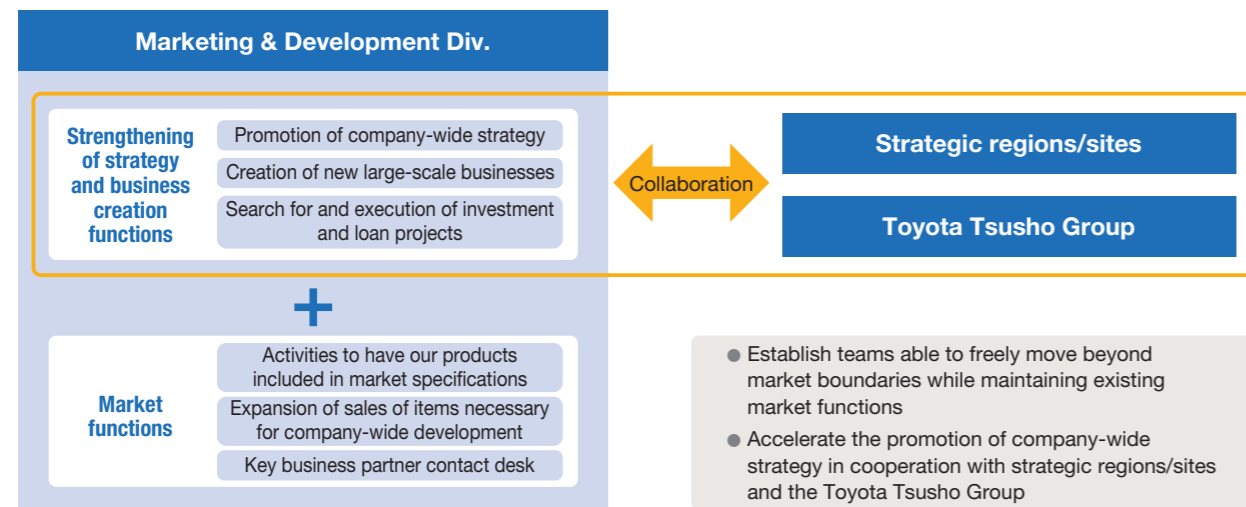 Marketing & Development Div.
Strengthening
of strategy
and business
creation
functions
Promotion of company-wide strategy
Creation of new large-scale businesses
Search for and execution of investment
and loan projects
Collaboration
Strategic regions/sites
Toyota Tsusho Group
+
Market
functions
Activities to have our products
included in market specifications
Expansion of sales of items necessary
for company-wide development
Key business partner contact desk
● Establish teams able to freely move beyond
market boundaries while maintaining existing
market functions
● Accelerate the promotion of company-wide
strategy in cooperation with strategic regions/sites
and the Toyota Tsusho Group